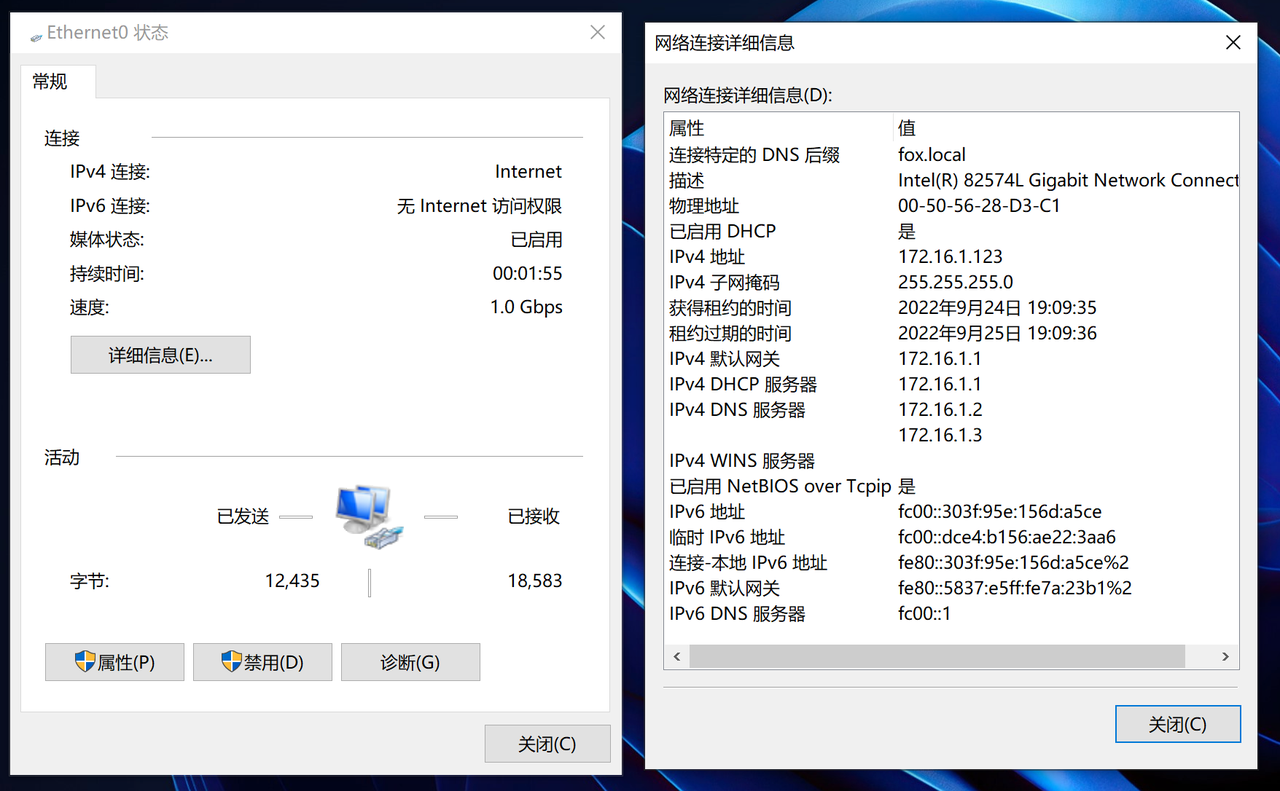 Ethernet0 状态
常规
连接
IPv4 连接: Internet
IPv6 连接: 无 Internet 访问权限
媒体状态: 已启用
持续时间: 00:01:55
速度: 1.0 Gbps
详细信息(E)...
活动
已发送 已接收
字节: 12,435 18,583
属性(P) 禁用(D) 诊断(G)
关闭(C)
网络连接详细信息
网络连接详细信息(D):
属性 值
连接特定的 DNS 后缀 fox.local
描述 Intel(R) 82574L Gigabit Network Connect
物理地址 00-50-56-28-D3-C1
已启用 DHCP 是
IPv4 地址 172.16.1.123
IPv4 子网掩码 255.255.255.0
获得租约的时间 2022年9月24日 19:09:35
租约过期的时间 2022年9月25日 19:09:36
IPv4 默认网关 172.16.1.1
IPv4 DHCP 服务器 172.16.1.1
IPv4 DNS 服务器 172.16.1.2
172.16.1.3
IPv4 WINS 服务器
已启用 NetBIOS over Tcpip 是
IPv6 地址 fc00::303f:95e:156d:a5ce
临时 IPv6 地址 fc00::dce4:b156:ae22:3aa6
连接-本地 IPv6 地址 fe80::303f:95e:156d:a5ce%2
IPv6 默认网关 fe80::5837:e5ff:fe7a:23b1%2
IPv6 DNS 服务器 fc00::1
关闭(C)